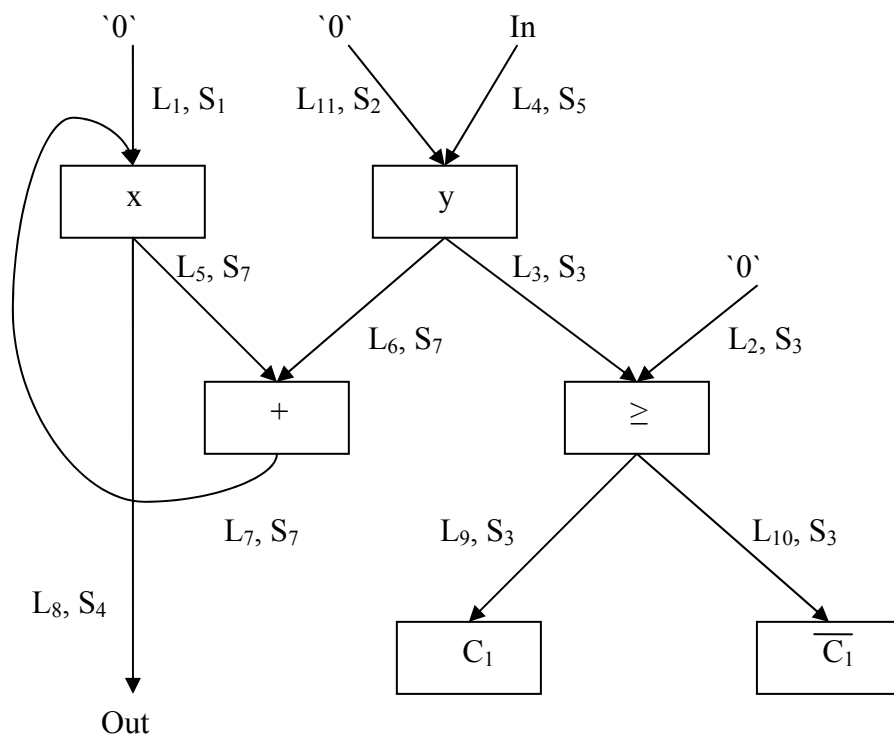 `0` `0` In
L₁, S₁ L₁₁, S₂ L₄, S₅
x y
L₅, S₇ L₃, S₃ `0`
L₆, S₇ L₂, S₃
+ ≥
L₇, S₇ L₉, S₃ L₁₀, S₃
L₈, S₄
C₁ C̅₁
Out